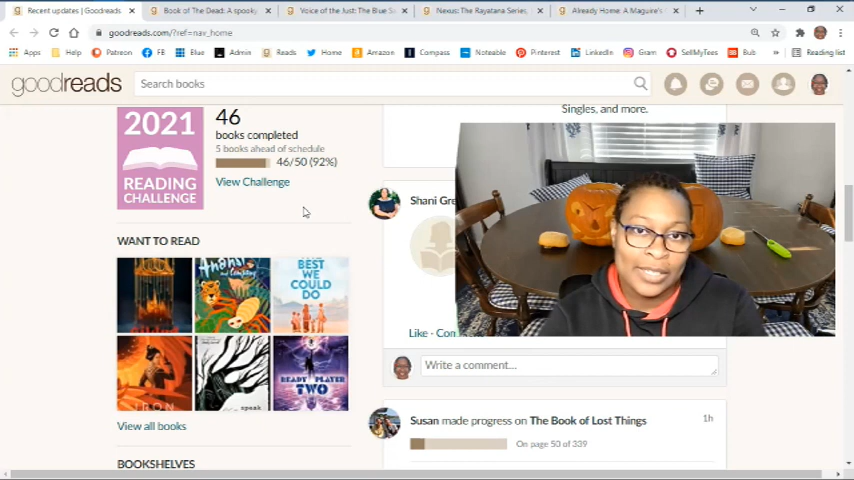 Recent updates | Goodreads
Book of The Dead: A spooky
Voice of the Just: The Blue S
Nexus: The Rayatana Series,
Already Home: A Maguire's
goodreads.com/?ref=nav_home
Apps
Help
Patreon
FB
Blue
Admin
Reads
Home
Amazon
Compass
Noteable
Pinterest
LinkedIn
Gram
SellMyTees
Bub
Reading list
goodreads
Search books
2021
READING
CHALLENGE
46
books completed
5 books ahead of schedule
46/50 (92%)
View Challenge
WANT TO READ
Anansi
BEST
WE COULD
DO
speak
READY PLAYER
TWO
View all books
BOOKSHELVES
Singles, and more.
Shani Gre
Like · Com
Write a comment...
Susan made progress on The Book of Lost Things
1h
On page 50 of 339